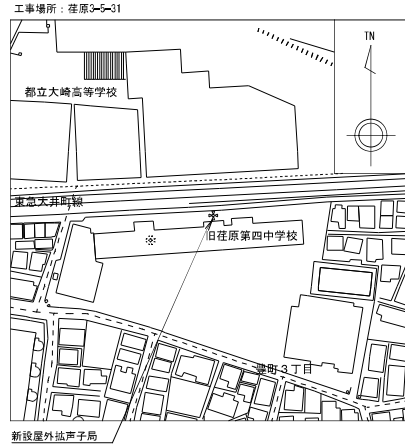 工事場所：荏原3-5-31
TN
都立大崎高等学校
東急大井町線
旧荏原第四中学校
豊町３丁目
新設屋外拡声子局